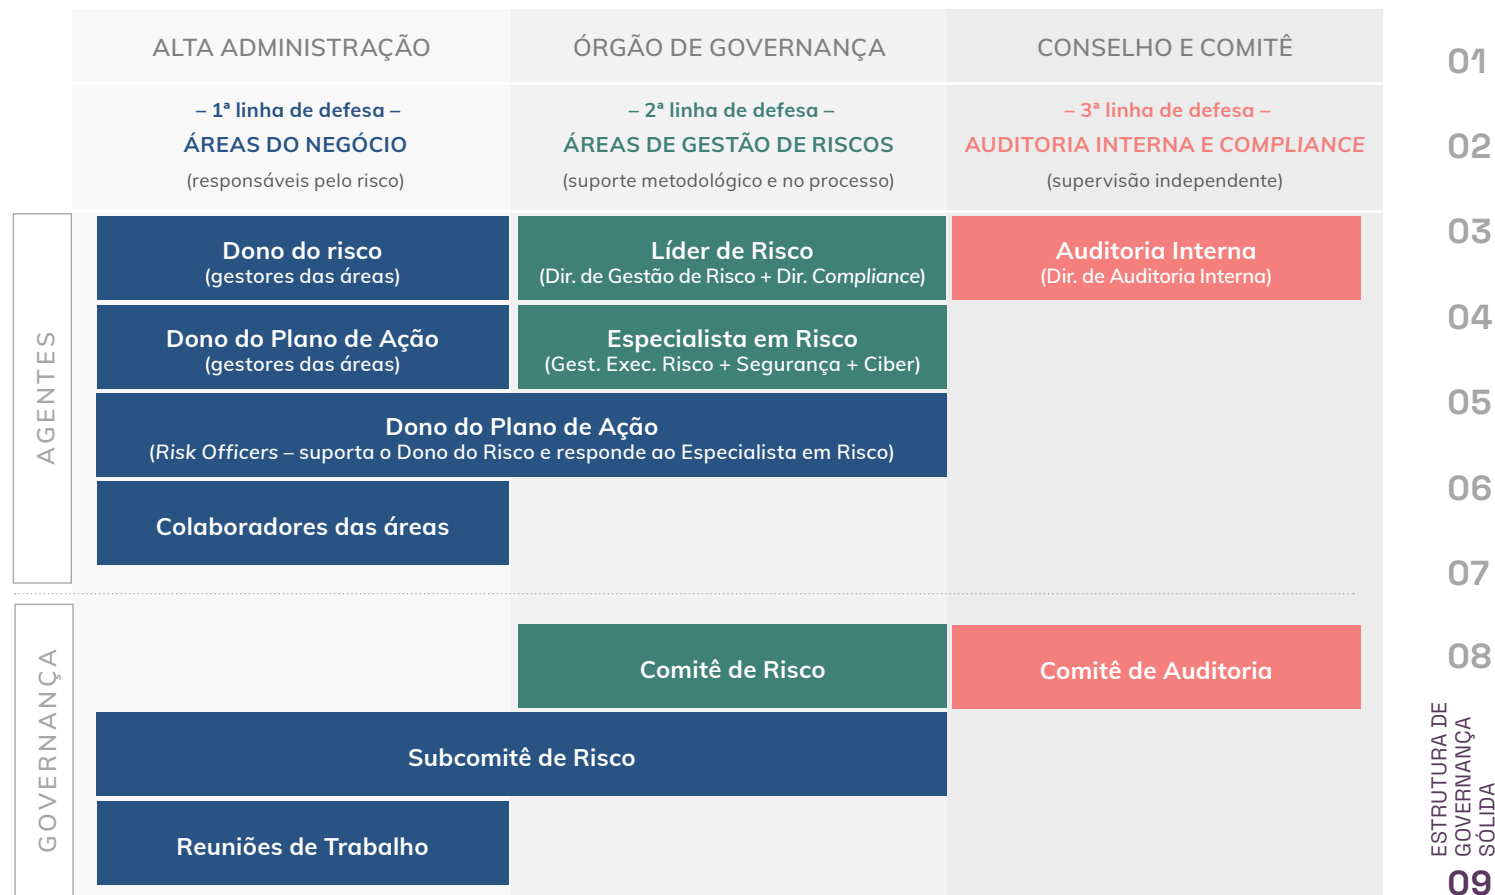 ALTA ADMINISTRAÇÃO
ÓRGÃO DE GOVERNANÇA
CONSELHO E COMITÊ
– 1ª linha de defesa –
ÁREAS DO NEGÓCIO
(responsáveis pelo risco)
– 2ª linha de defesa –
ÁREAS DE GESTÃO DE RISCOS
(suporte metodológico e no processo)
– 3ª linha de defesa –
AUDITORIA INTERNA E COMPLIANCE
(supervisão independente)
AGENTES
Dono do risco
(gestores das áreas)
Líder de Risco
(Dir. de Gestão de Risco + Dir. Compliance)
Auditoria Interna
(Dir. de Auditoria Interna)
Dono do Plano de Ação
(gestores das áreas)
Especialista em Risco
(Gest. Exec. Risco + Segurança + Ciber)
Dono do Plano de Ação
(Risk Officers – suporta o Dono do Risco e responde ao Especialista em Risco)
Colaboradores das áreas
GOVERNANÇA
Comitê de Risco
Comitê de Auditoria
Subcomitê de Risco
Reuniões de Trabalho
01
02
03
04
05
06
07
08
ESTRUTURA DE
GOVERNANÇA
SÓLIDA
09